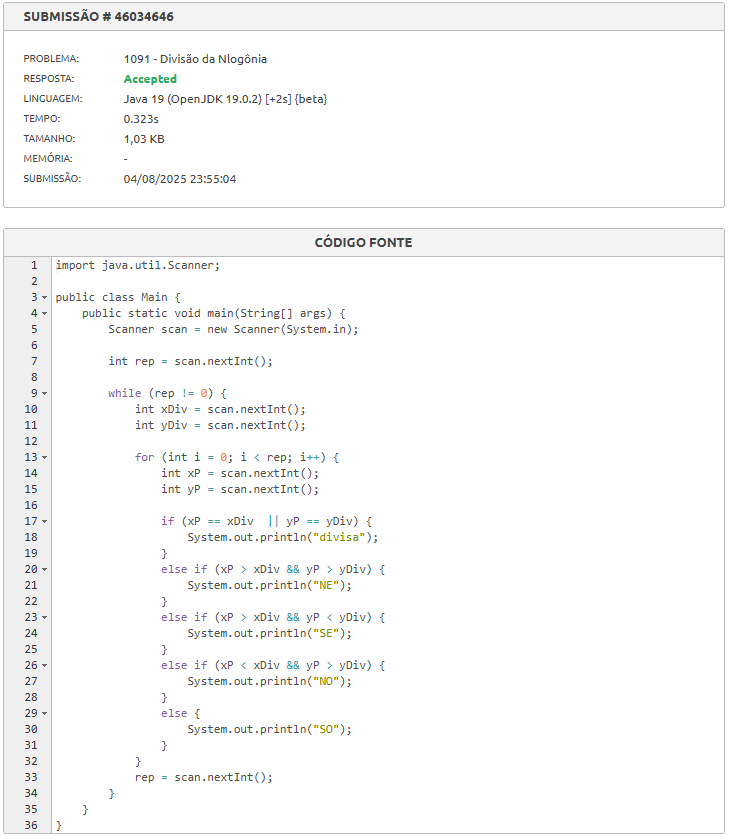 SUBMISSÃO # 46034646
PROBLEMA: 1091 - Divisão da Nlogônia
RESPOSTA: Accepted
LINGUAGEM: Java 19 (OpenJDK 19.0.2) [+2s] {beta}
TEMPO: 0.323s
TAMANHO: 1,03 KB
MEMÓRIA: -
SUBMISSÃO: 04/08/2025 23:55:04
CÓDIGO FONTE
1 import java.util.Scanner;
2
3 public class Main {
4     public static void main(String[] args) {
5         Scanner scan = new Scanner(System.in);
6
7         int rep = scan.nextInt();
8
9         while (rep != 0) {
10             int xDiv = scan.nextInt();
11             int yDiv = scan.nextInt();
12
13             for (int i = 0; i < rep; i++) {
14                 int xP = scan.nextInt();
15                 int yP = scan.nextInt();
16
17                 if (xP == xDiv  || yP == yDiv) {
18                     System.out.println("divisa");
19                 }
20                 else if (xP > xDiv && yP > yDiv) {
21                     System.out.println("NE");
22                 }
23                 else if (xP > xDiv && yP < yDiv) {
24                     System.out.println("SE");
25                 }
26                 else if (xP < xDiv && yP > yDiv) {
27                     System.out.println("NO");
28                 }
29                 else {
30                     System.out.println("SO");
31                 }
32             }
33             rep = scan.nextInt();
34         }
35     }
36 }